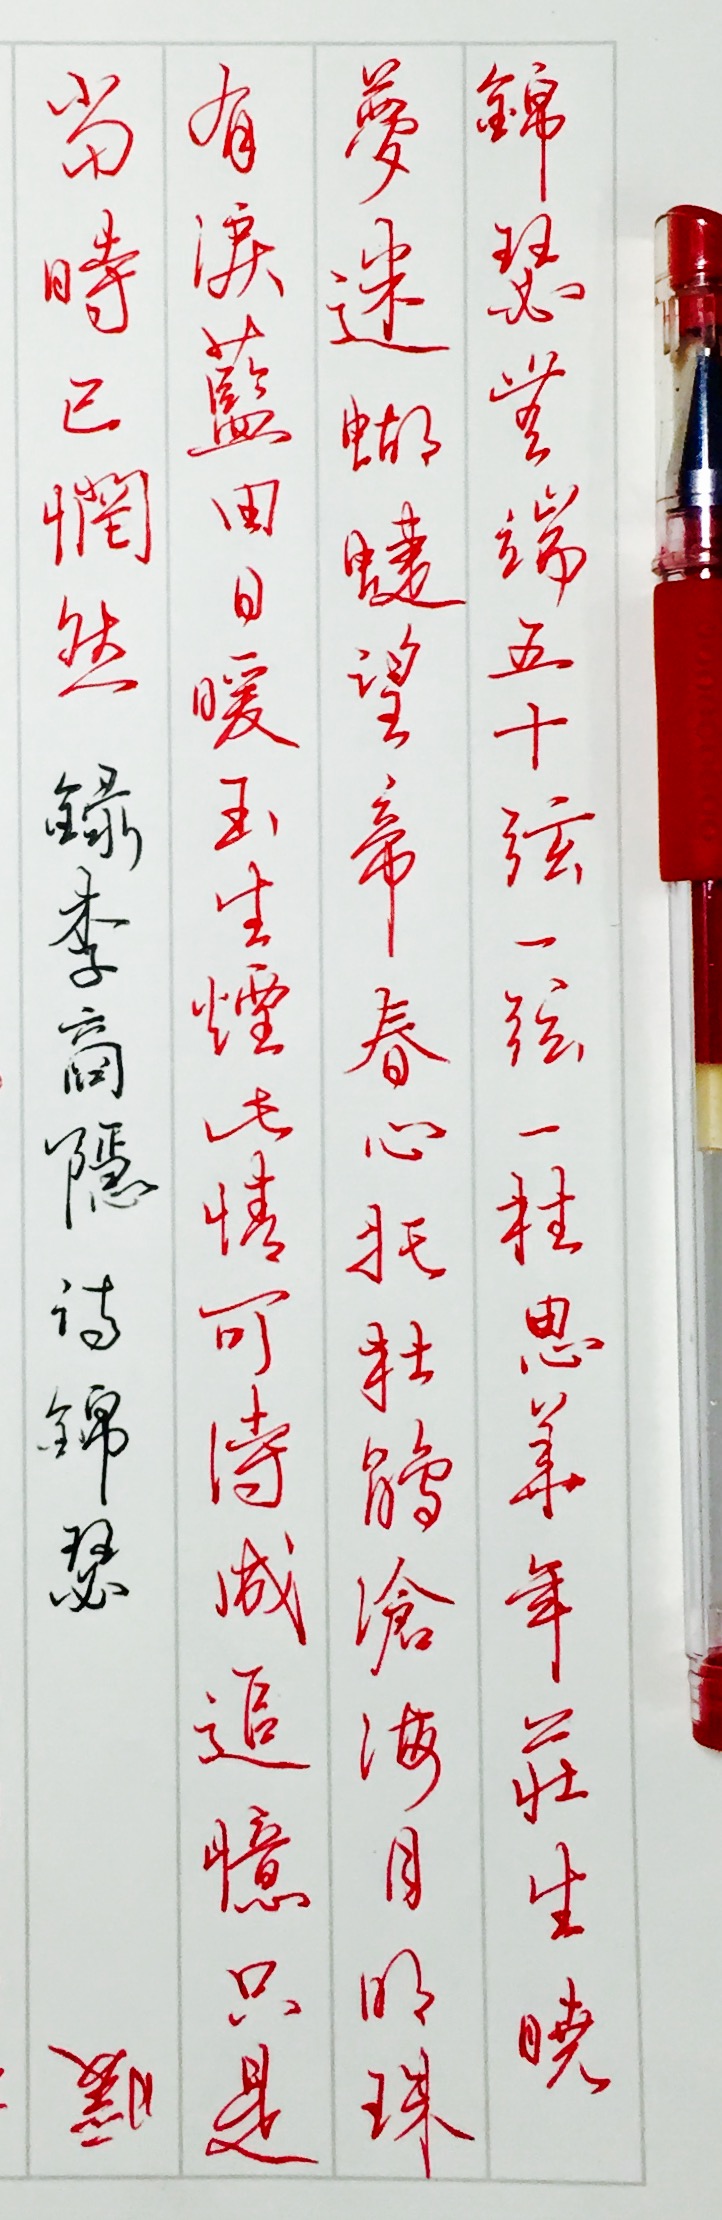 錦瑟無端五十弦一弦一柱思華年莊生曉
夢迷蝴蝶望帝春心托杜鵑滄海月明珠
有淚藍田日暖玉生煙此情可待成追憶只是
當時已惘然 錄李商隱詩錦瑟